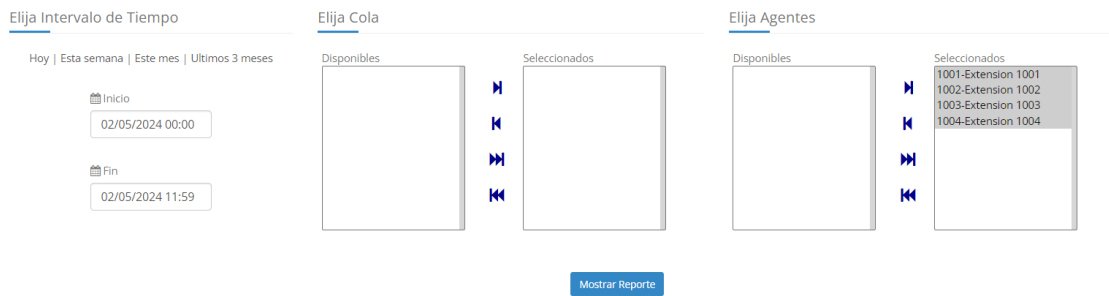 Elija Intervalo de Tiempo
Hoy | Esta semana | Este mes | Ultimos 3 meses
Inicio
02/05/2024 00:00
Fin
02/05/2024 11:59
Elija Cola
Disponibles
Seleccionados
Elija Agentes
Disponibles
Seleccionados
1001-Extension 1001
1002-Extension 1002
1003-Extension 1003
1004-Extension 1004
Mostrar Reporte